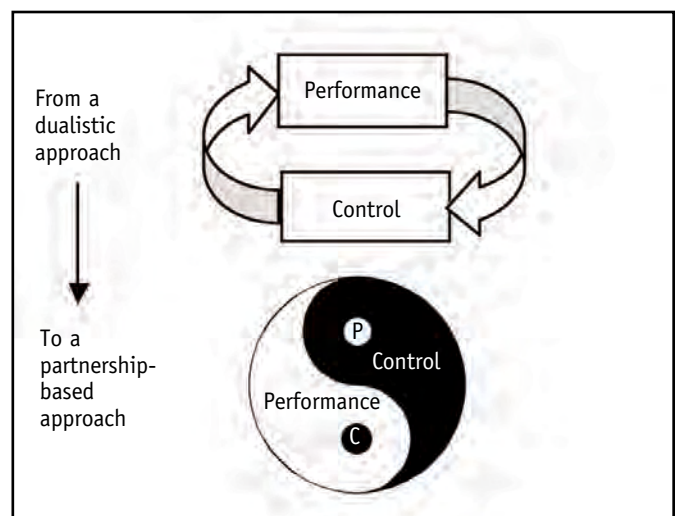 From a
dualistic
approach
Performance
Control
To a
partnership-
based
approach
P
Control
Performance
C